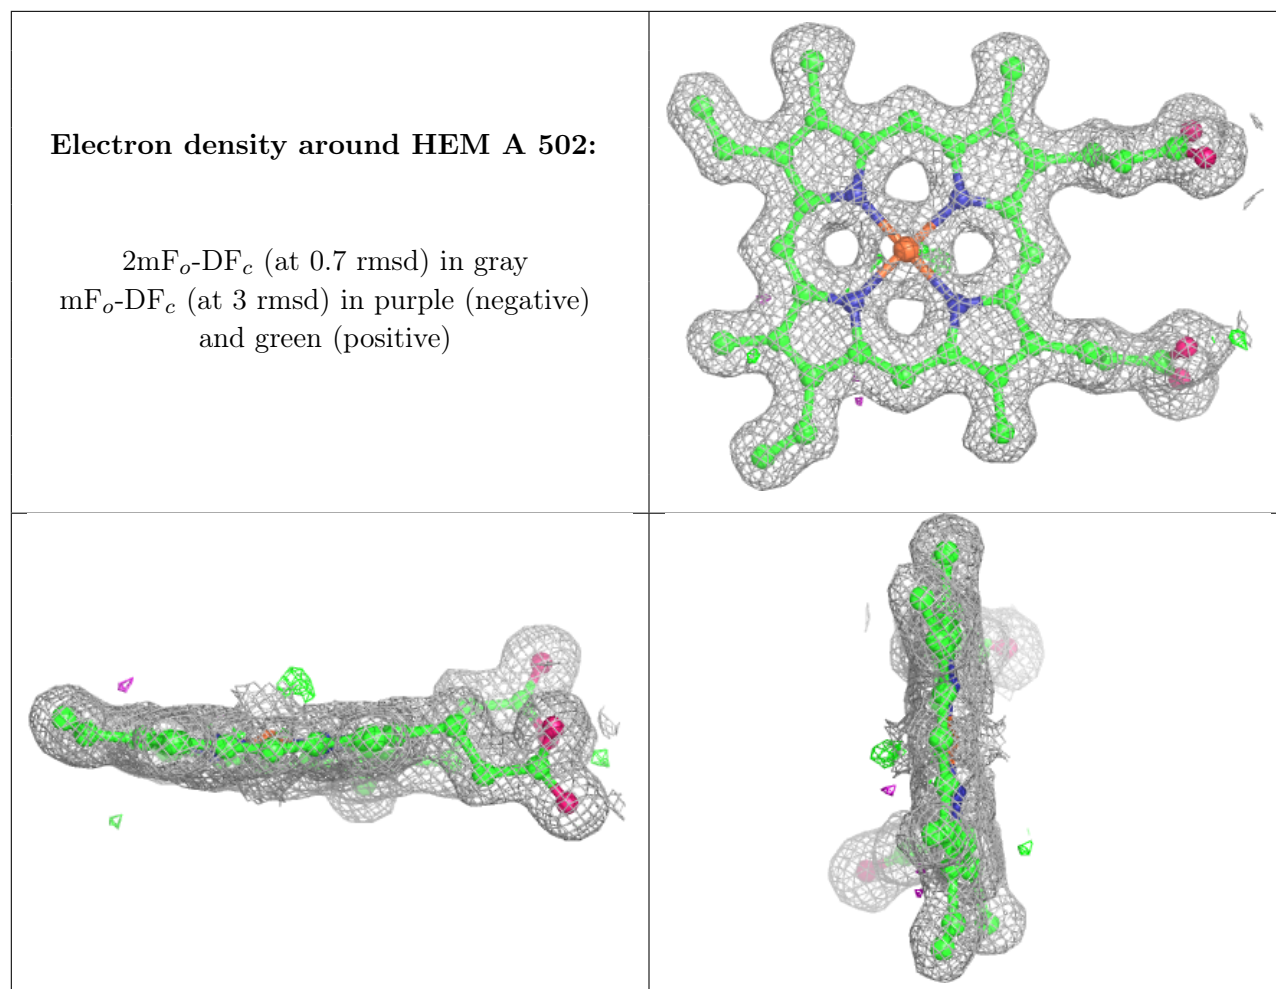 Electron density around HEM A 502:
2mFo-DFc (at 0.7 rmsd) in gray
mFo-DFc (at 3 rmsd) in purple (negative)
and green (positive)